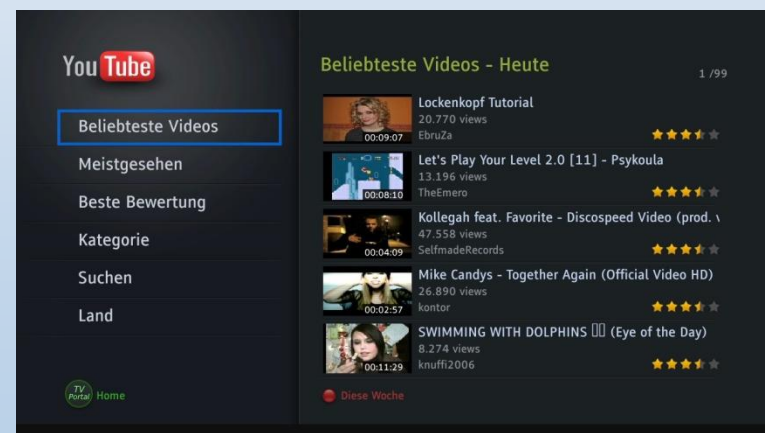 YouTube
Beliebteste Videos
Meistgesehen
Beste Bewertung
Kategorie
Suchen
Land
TV
Portal Home
Beliebteste Videos - Heute
1 /99
Lockenkopf Tutorial
20.770 views
00:09:07 EbruZa
Let's Play Your Level 2.0 [11] - Psykoula
13.196 views
00:08:10 TheEmero
Kollegah feat. Favorite - Discospeed Video (prod. v
47.558 views
00:04:09 SelfmadeRecords
Mike Candys - Together Again (Official Video HD)
26.890 views
00:02:57 kontor
SWIMMING WITH DOLPHINS ▯▯ (Eye of the Day)
8.274 views
00:11:29 knuffi2006
Diese Woche